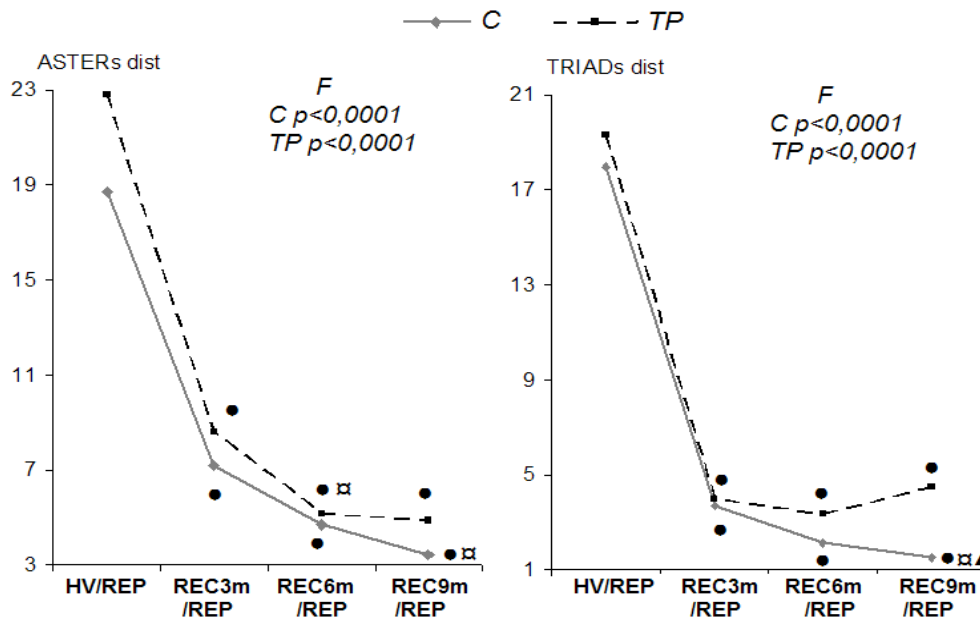 C TP
ASTERs dist
23
19
15
11
7
3
F
C p<0,0001
TP p<0,0001
● ¤
● ¤
HV/REP REC3m REC6m REC9m
/REP /REP /REP
TRIADs dist
21
17
13
9
5
1
F
C p<0,0001
TP p<0,0001
● ¤▲
HV/REP REC3m REC6m REC9m
/REP /REP /REP